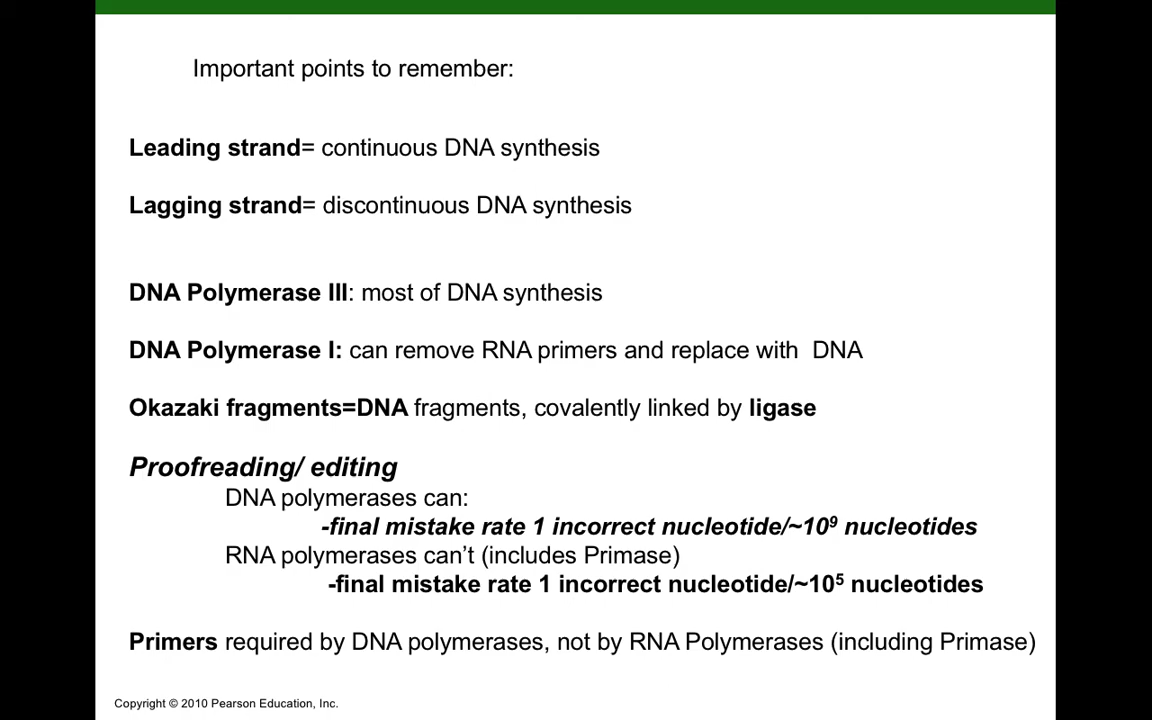 Important points to remember:
Leading strand= continuous DNA synthesis
Lagging strand= discontinuous DNA synthesis
DNA Polymerase III: most of DNA synthesis
DNA Polymerase I: can remove RNA primers and replace with  DNA
Okazaki fragments=DNA fragments, covalently linked by ligase
Proofreading/ editing
DNA polymerases can:
-final mistake rate 1 incorrect nucleotide/~10⁹ nucleotides
RNA polymerases can’t (includes Primase)
-final mistake rate 1 incorrect nucleotide/~10⁵ nucleotides
Primers required by DNA polymerases, not by RNA Polymerases (including Primase)
Copyright © 2010 Pearson Education, Inc.